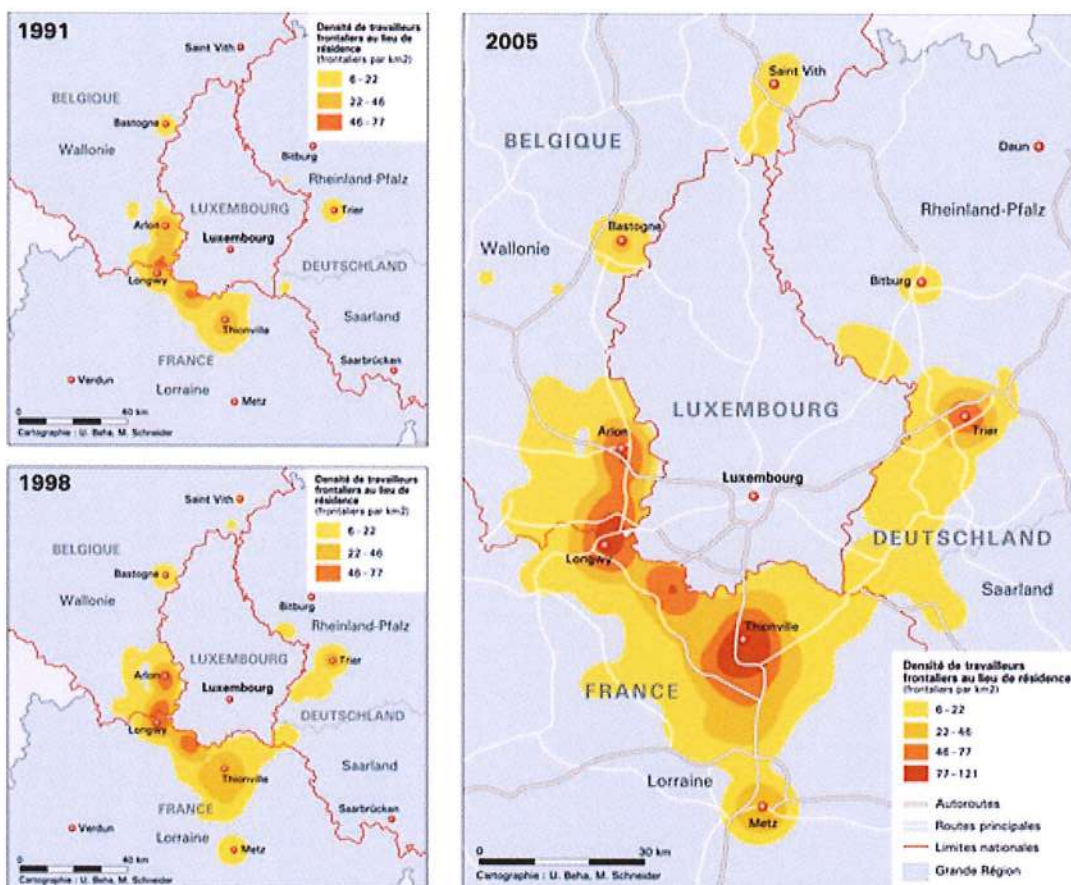 1991
Densité de travailleurs
frontaliers au lieu de
résidence
(frontaliers par km2)
6 - 22
22 - 46
46 - 77
Saint Vith
BELGIQUE
Bastogne
Wallonie
Bitburg
Rheinland-Pfalz
LUXEMBOURG
Trier
Arlon
Luxembourg
DEUTSCHLAND
Longwy
Saarland
Thionville
FRANCE
Saarbrücken
Lorraine
Verdun
Metz
0 60 km
Cartographie : U. Beha, M. Schneider
1998
Densité de travailleurs
frontaliers au lieu de
résidence
(frontaliers par km2)
6 - 22
22 - 46
46 - 77
Saint Vith
BELGIQUE
Bastogne
Wallonie
Bitburg
Rheinland-Pfalz
LUXEMBOURG
Trier
Arlon
Luxembourg
DEUTSCHLAND
Longwy
Saarland
Thionville
FRANCE
Saarbrücken
Lorraine
Verdun
Metz
0 40 km
Cartographie : U. Beha, M. Schneider
2005
Saint Vith
BELGIQUE
Daun
Rheinland-Pfalz
Bastogne
Wallonie
Bitburg
LUXEMBOURG
Trier
Arlon
Luxembourg
DEUTSCHLAND
Longwy
Saarland
Thionville
FRANCE
Lorraine
Metz
Densité de travailleurs
frontaliers au lieu de résidence
(frontaliers par km2)
6 - 22
22 - 46
46 - 77
77 - 121
Autoroutes
Routes principales
Limites nationales
Grande Région
0 30 km
Cartographie : U. Beha, M. Schneider